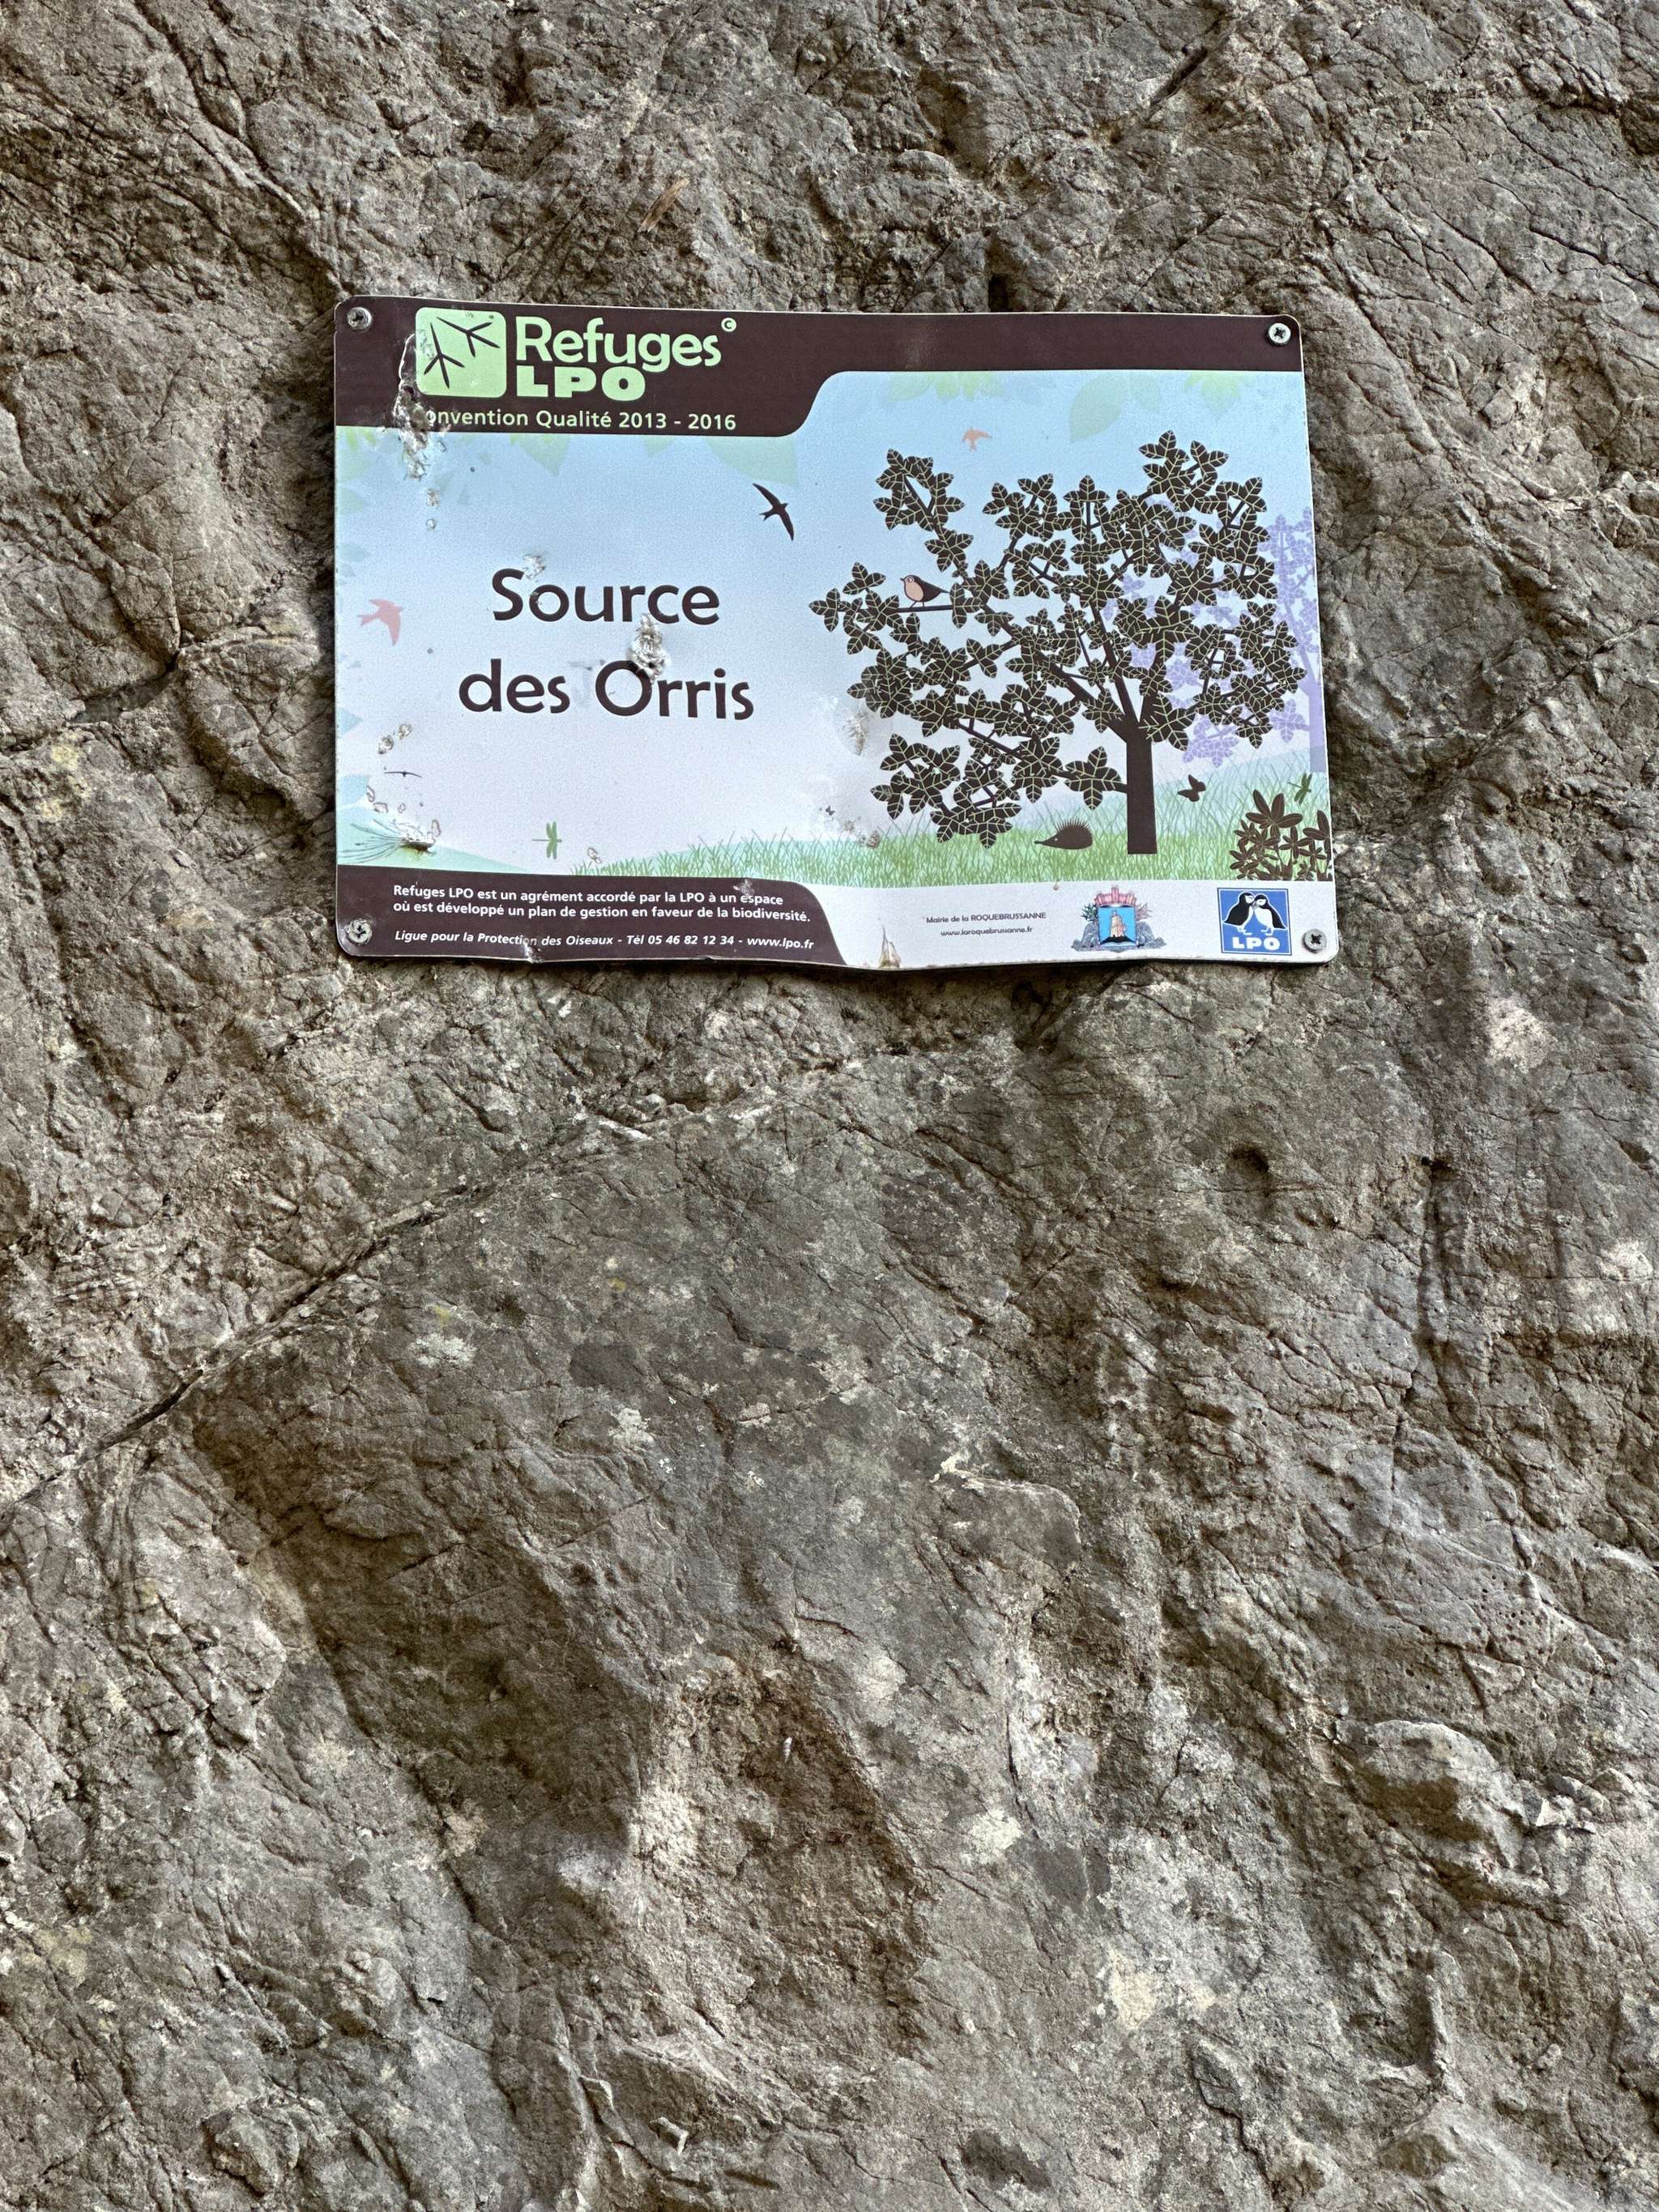 Refuges©
LPO
onvention Qualité 2013 - 2016
Source
des Orris
Refuges LPO est un agrément accordé par la LPO à un espace
où est développé un plan de gestion en faveur de la biodiversité.
Ligue pour la Protection des Oiseaux - Tél 05 46 82 12 34 - www.lpo.fr
Mairie de la ROQUEBRUSSANNE
www.laroquebrussanne.fr
LPO